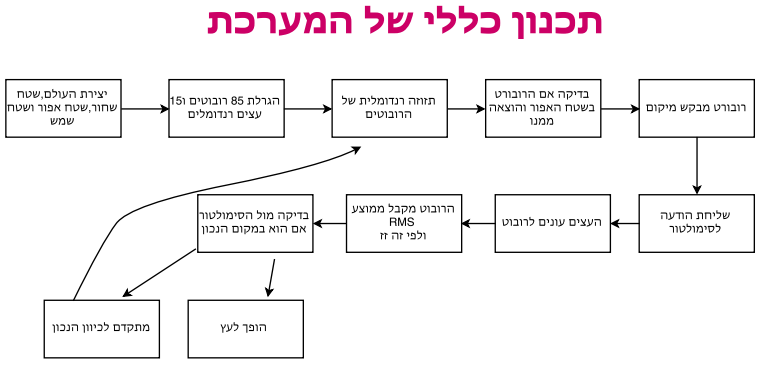 תכנון כללי של המערכת
יצירת העולם,שטח
שחור,שטח אפור ושטח
שמש
הגרלת 85 רובוטים ו15
עצים רנדומלים
תזוזה רנדומלית של
הרובוטים
בדיקה אם הרובורט
בשטח האפור והוצאה
ממנו
רובורט מבקש מיקום
שליחת הודעה
לסימולטור
העצים עונים לרובוט
הרובוט מקבל ממוצע
RMS
ולפי זה זז
בדיקה מול הסימולטור
אם הוא במקום הנכון
מתקדם לכיוון הנכון
הופך לעץ